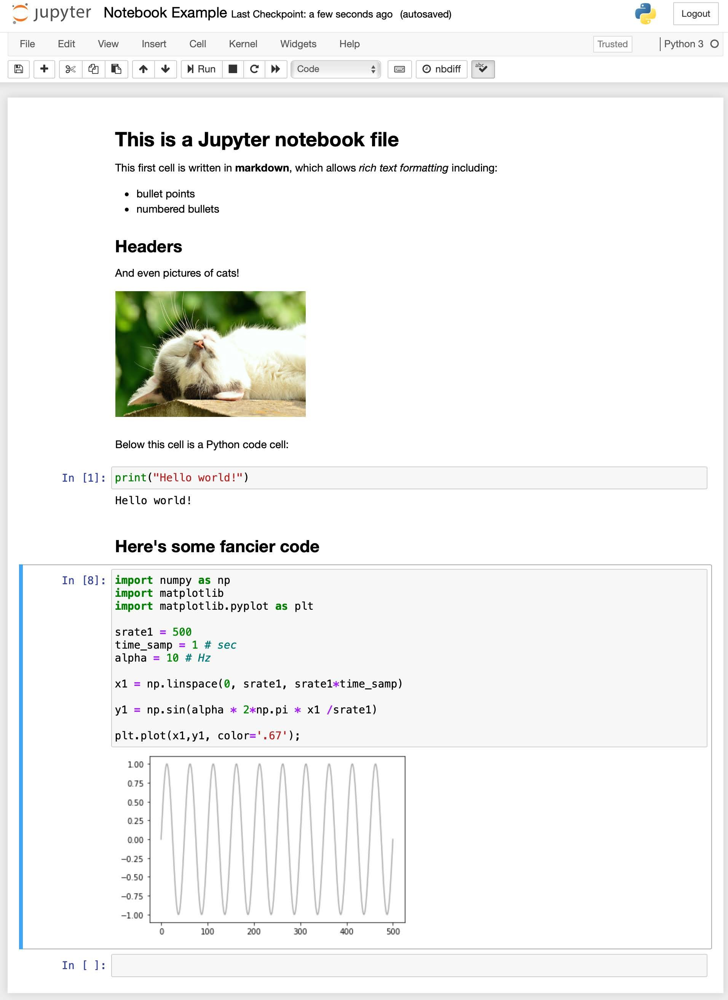 jupyter Notebook Example Last Checkpoint: a few seconds ago (autosaved) Logout
File Edit View Insert Cell Kernel Widgets Help Trusted Python 3
Run Code nbdiff abc
This is a Jupyter notebook file
This first cell is written in markdown, which allows rich text formatting including:
• bullet points
• numbered bullets
Headers
And even pictures of cats!
Below this cell is a Python code cell:
In [1]: print("Hello world!")
Hello world!
Here's some fancier code
In [8]: import numpy as np
import matplotlib
import matplotlib.pyplot as plt
srate1 = 500
time_samp = 1 # sec
alpha = 10 # Hz
x1 = np.linspace(0, srate1, srate1*time_samp)
y1 = np.sin(alpha * 2*np.pi * x1 /srate1)
plt.plot(x1,y1, color='.67');
1.00
0.75
0.50
0.25
0.00
−0.25
−0.50
−0.75
−1.00
0 100 200 300 400 500
In [ ]: